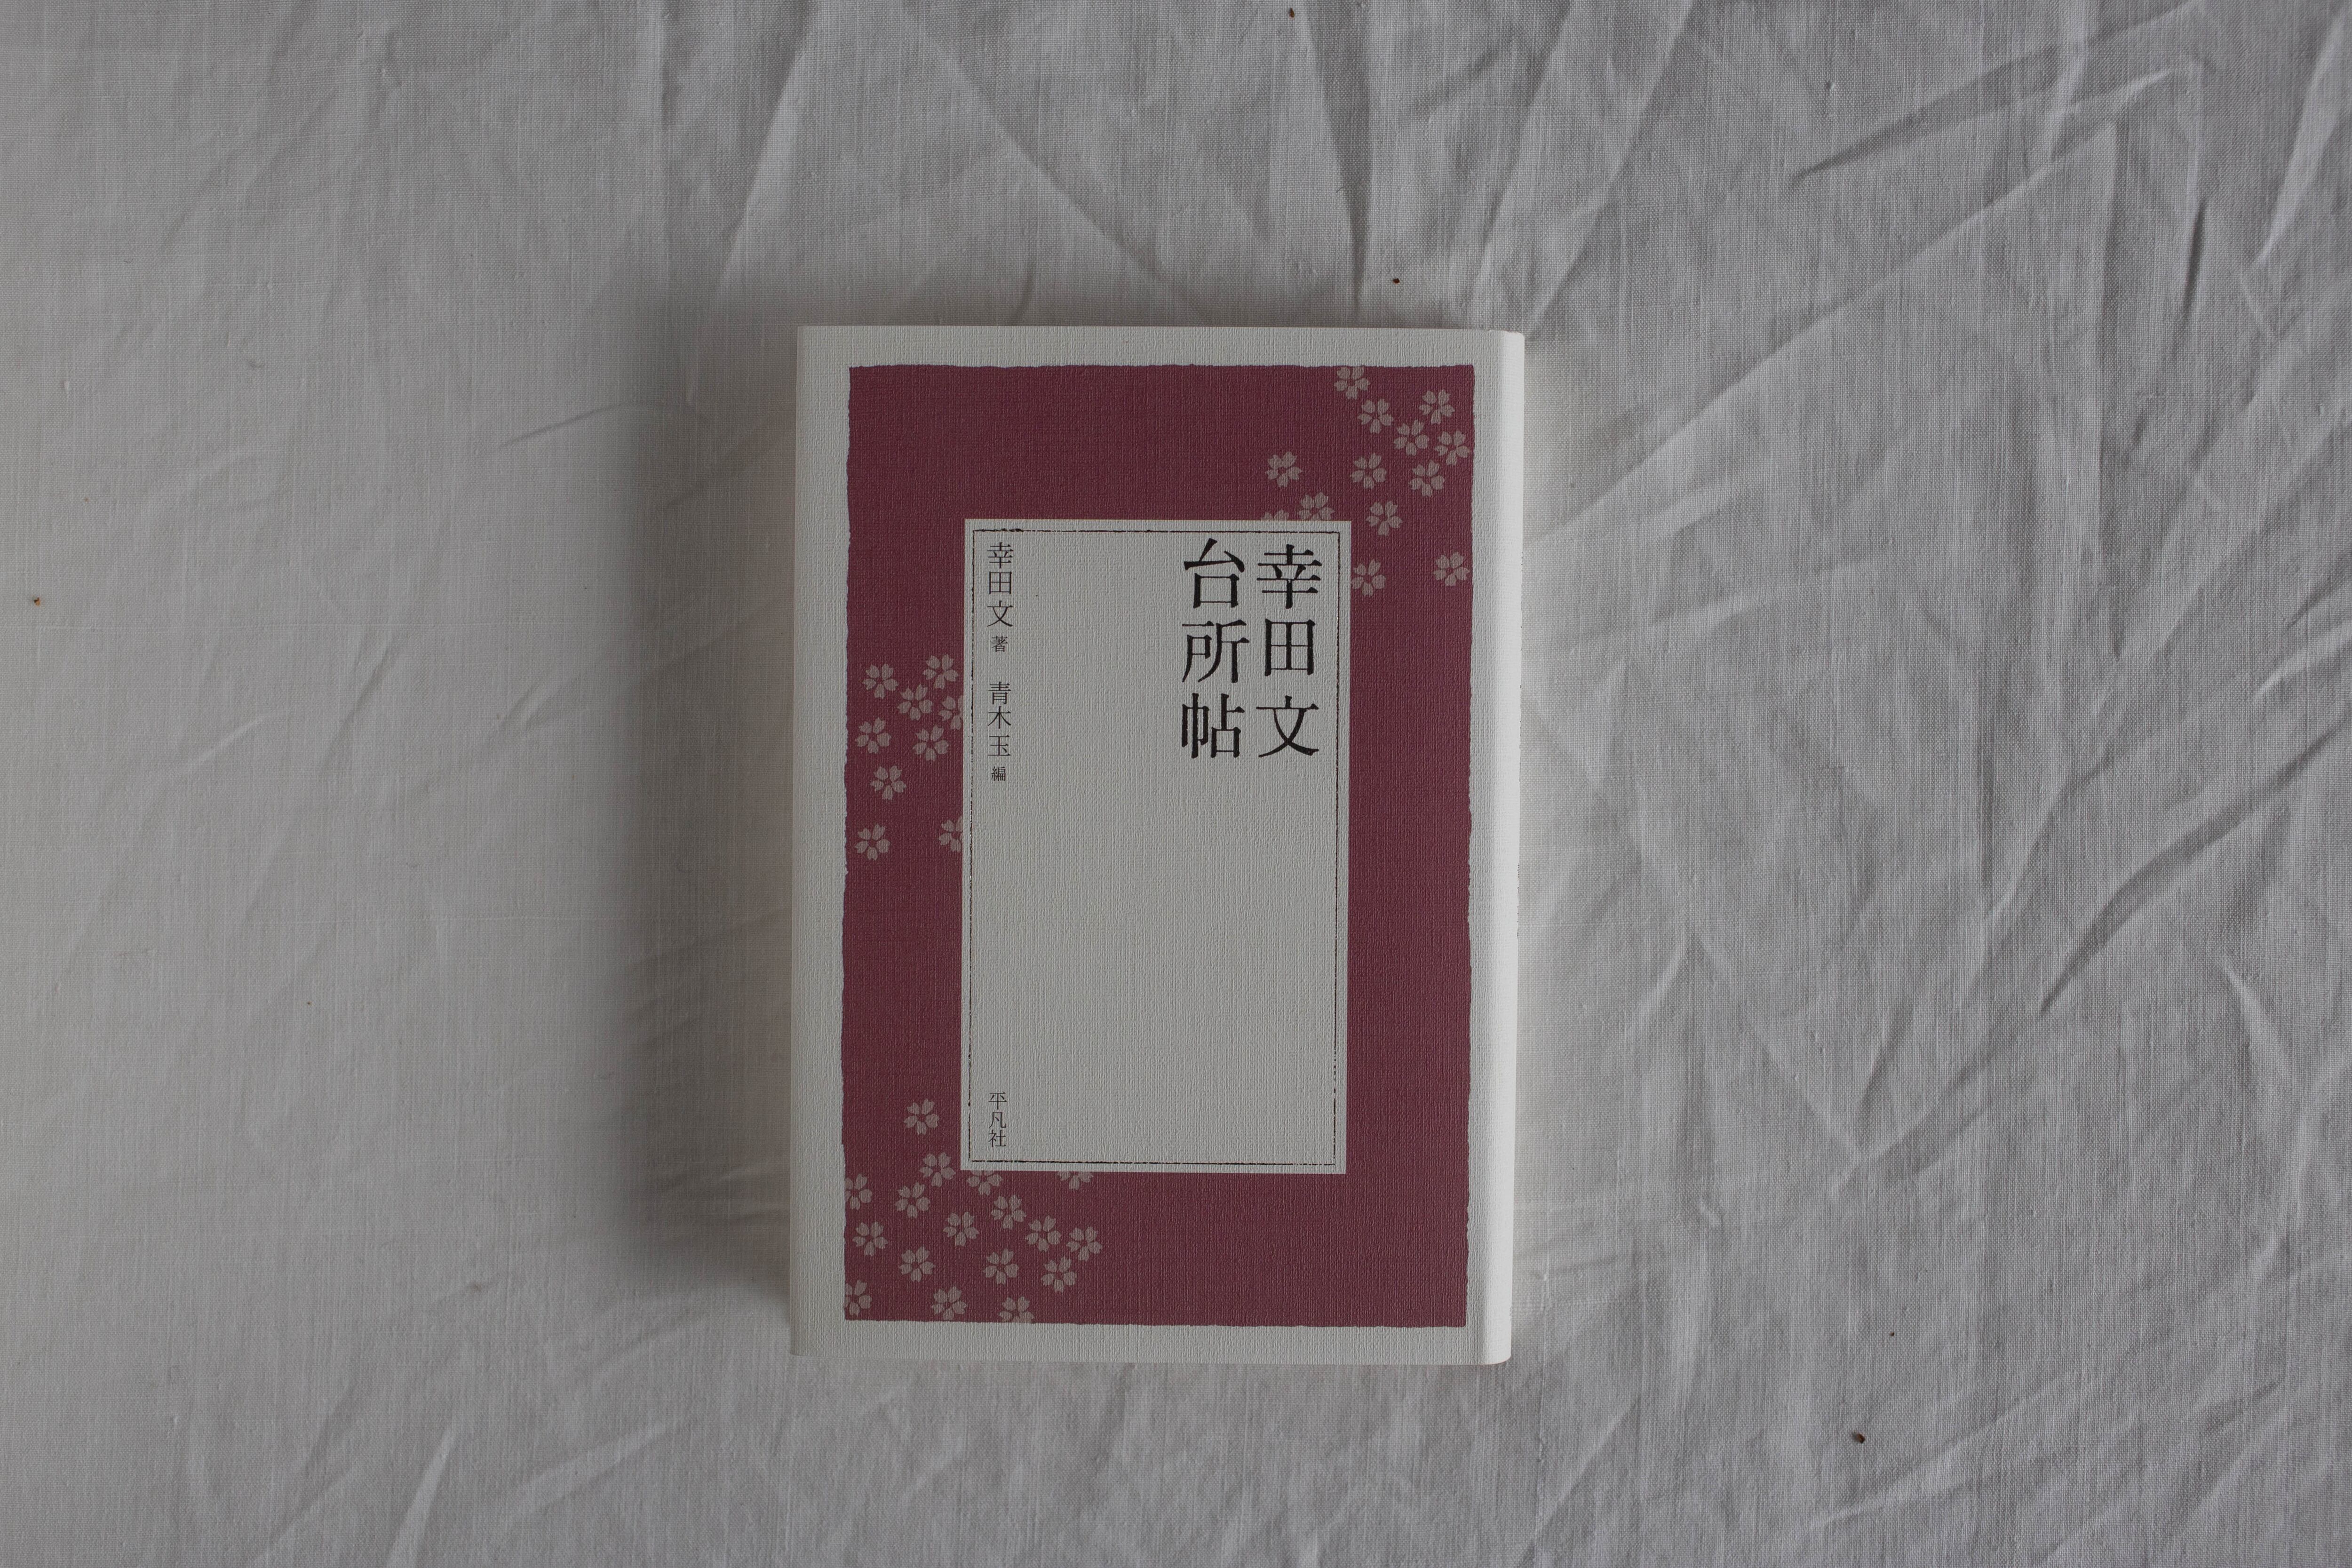 幸田文
台所帖
幸田文 著 青木玉 編
平凡社